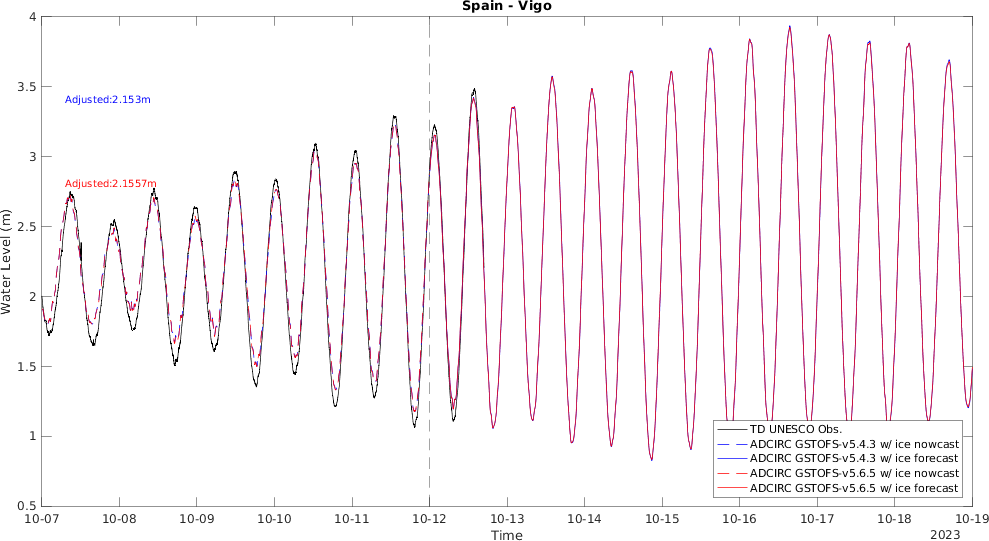 Spain - Vigo
4
3.5
3
2.5
2
1.5
1
0.5
Water Level (m)
Adjusted:2.153m
Adjusted:2.1557m
TD UNESCO Obs.
ADCIRC GSTOFS-v5.4.3 w/ ice nowcast
ADCIRC GSTOFS-v5.4.3 w/ ice forecast
ADCIRC GSTOFS-v5.6.5 w/ ice nowcast
ADCIRC GSTOFS-v5.6.5 w/ ice forecast
10-07 10-08 10-09 10-10 10-11 10-12 10-13 10-14 10-15 10-16 10-17 10-18 10-19
Time
2023